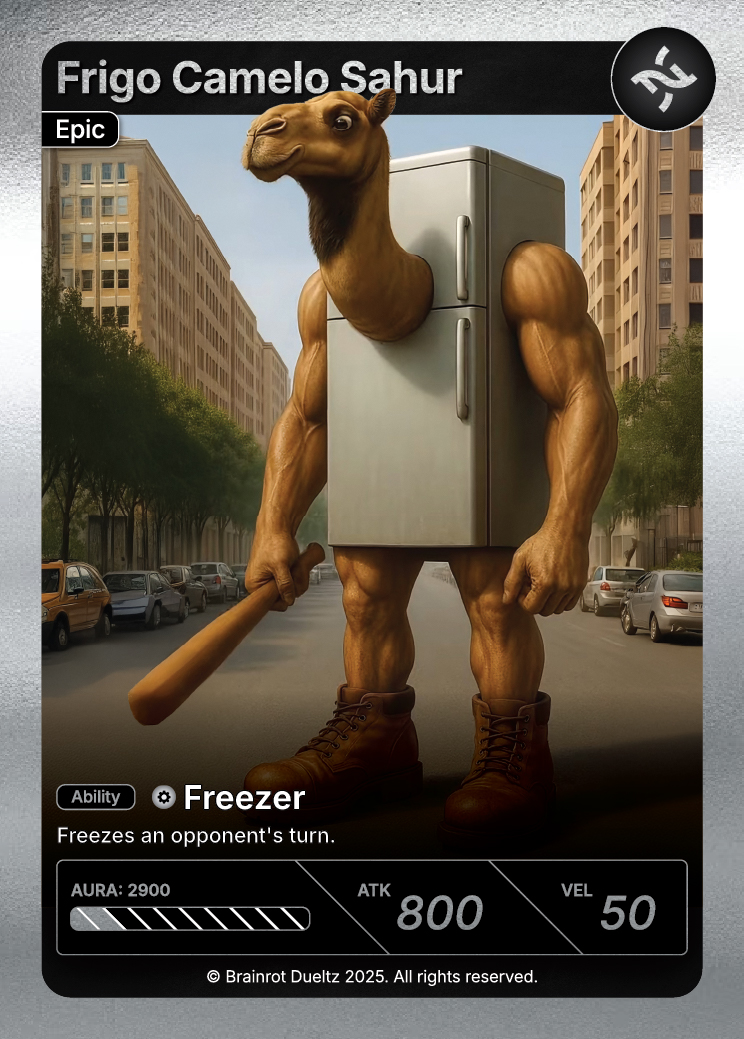 Frigo Camelo Sahur
Epic
Ability
Freezer
Freezes an opponent's turn.
AURA: 2900
ATK 800
VEL 50
© Brainrot Dueltz 2025. All rights reserved.